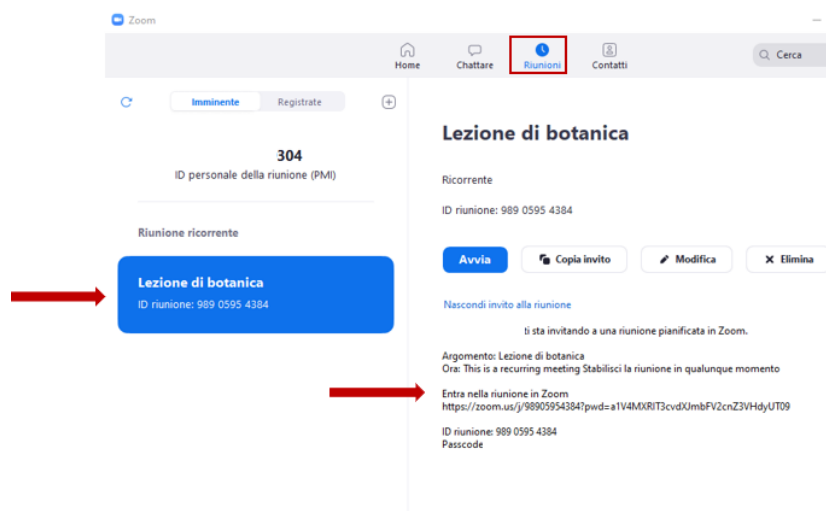 Zoom
Home
Chattare
Riunioni
Contatti
Cerca
Imminente
Registrate
304
ID personale della riunione (PMI)
Riunione ricorrente
Lezione di botanica
ID riunione: 989 0595 4384
Lezione di botanica
Ricorrente
ID riunione: 989 0595 4384
Avvia
Copia invito
Modifica
Elimina
Nascondi invito alla riunione
ti sta invitando a una riunione pianificata in Zoom.
Argomento: Lezione di botanica
Ora: This is a recurring meeting Stabilisci la riunione in qualunque momento
Entra nella riunione in Zoom
https://zoom.us/j/98905954384?pwd=a1V4MXRIT3cvdXJmbFV2cnZ3VHdyUT09
ID riunione: 989 0595 4384
Passcode